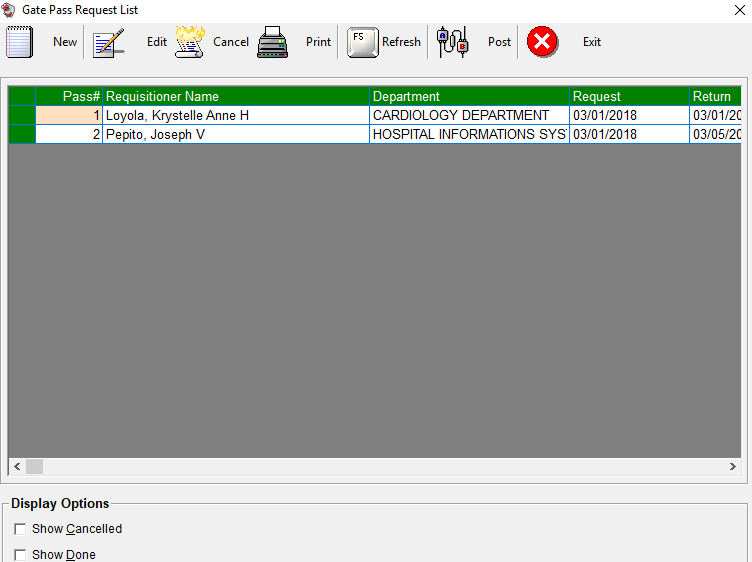 Gate Pass Request List
New Edit Cancel Print FS Refresh Post Exit
Pass# Requisitioner Name Department Request Return
1 Loyola, Krystelle Anne H CARDIOLOGY DEPARTMENT 03/01/2018 03/01/20
2 Pepito, Joseph V HOSPITAL INFORMATIONS SYST 03/01/2018 03/05/20
Display Options
Show Cancelled
Show Done